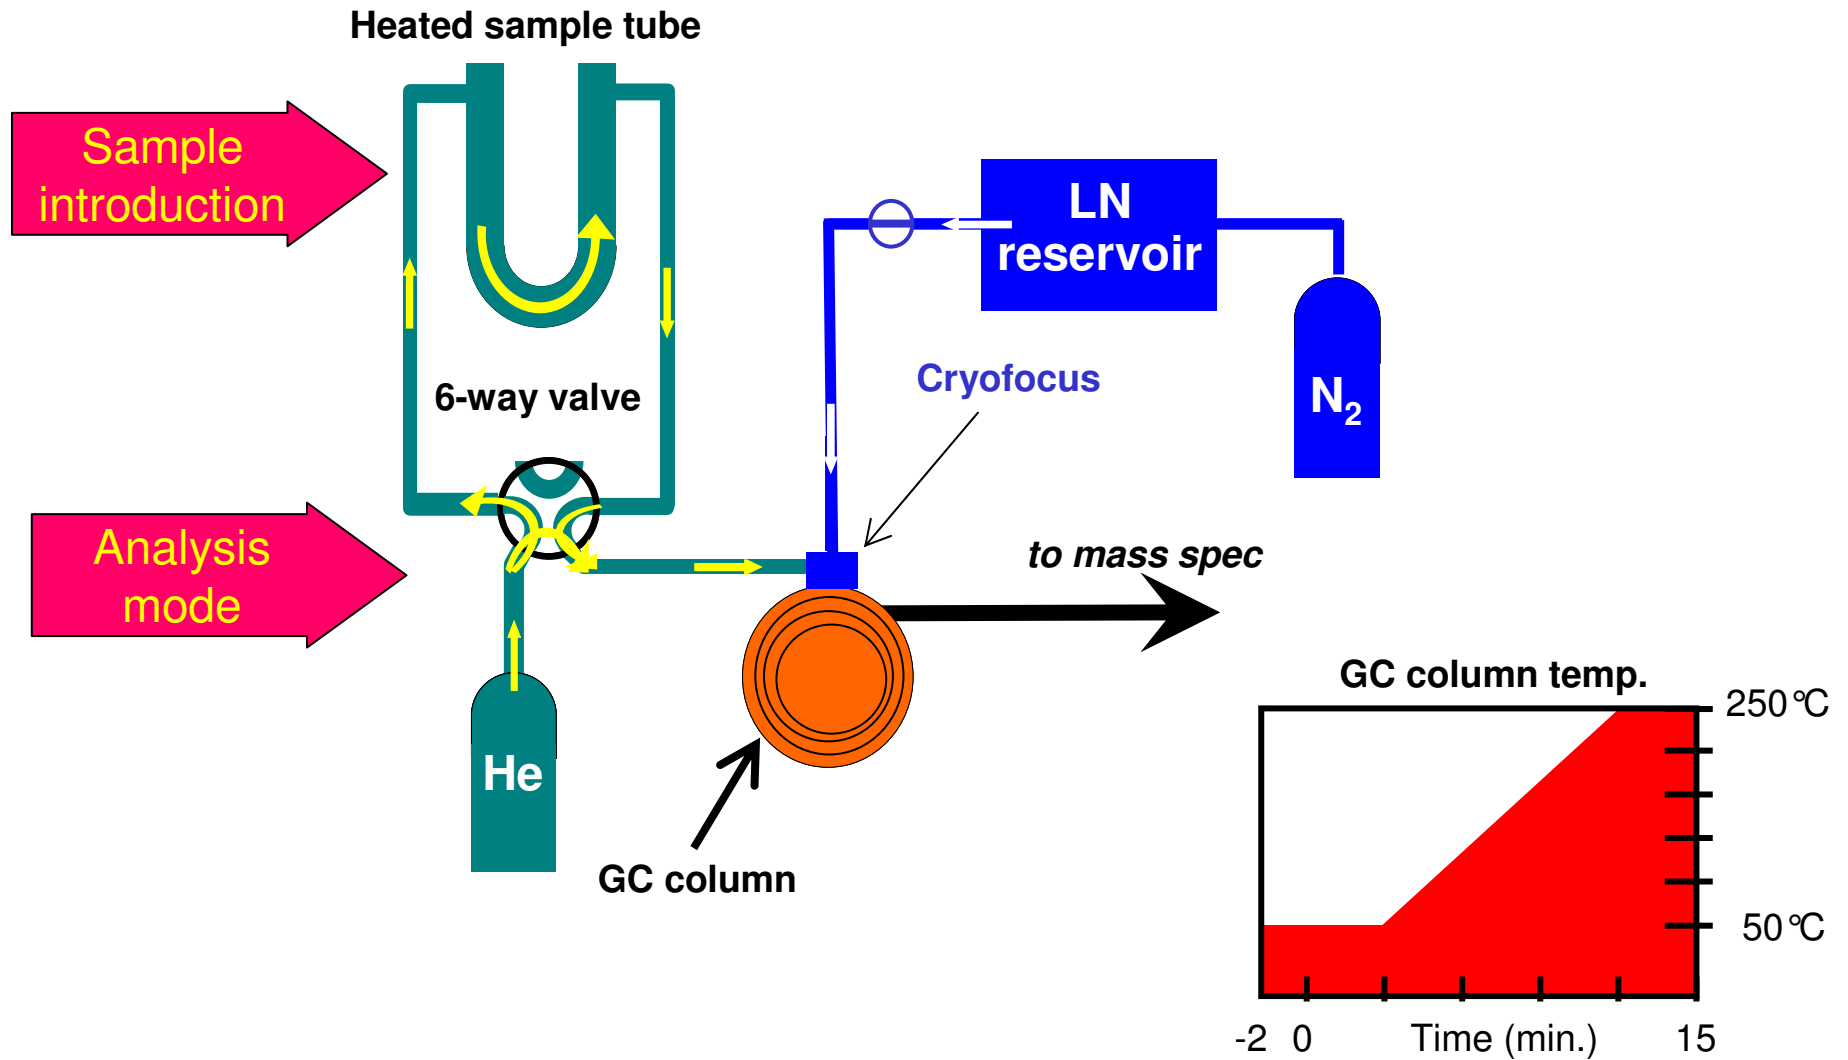 Heated sample tube
Sample
introduction
LN
reservoir
6-way valve
Cryofocus
N₂
Analysis
mode
to mass spec
He
GC column
GC column temp.
250°C
50°C
-2 0 Time (min.) 15